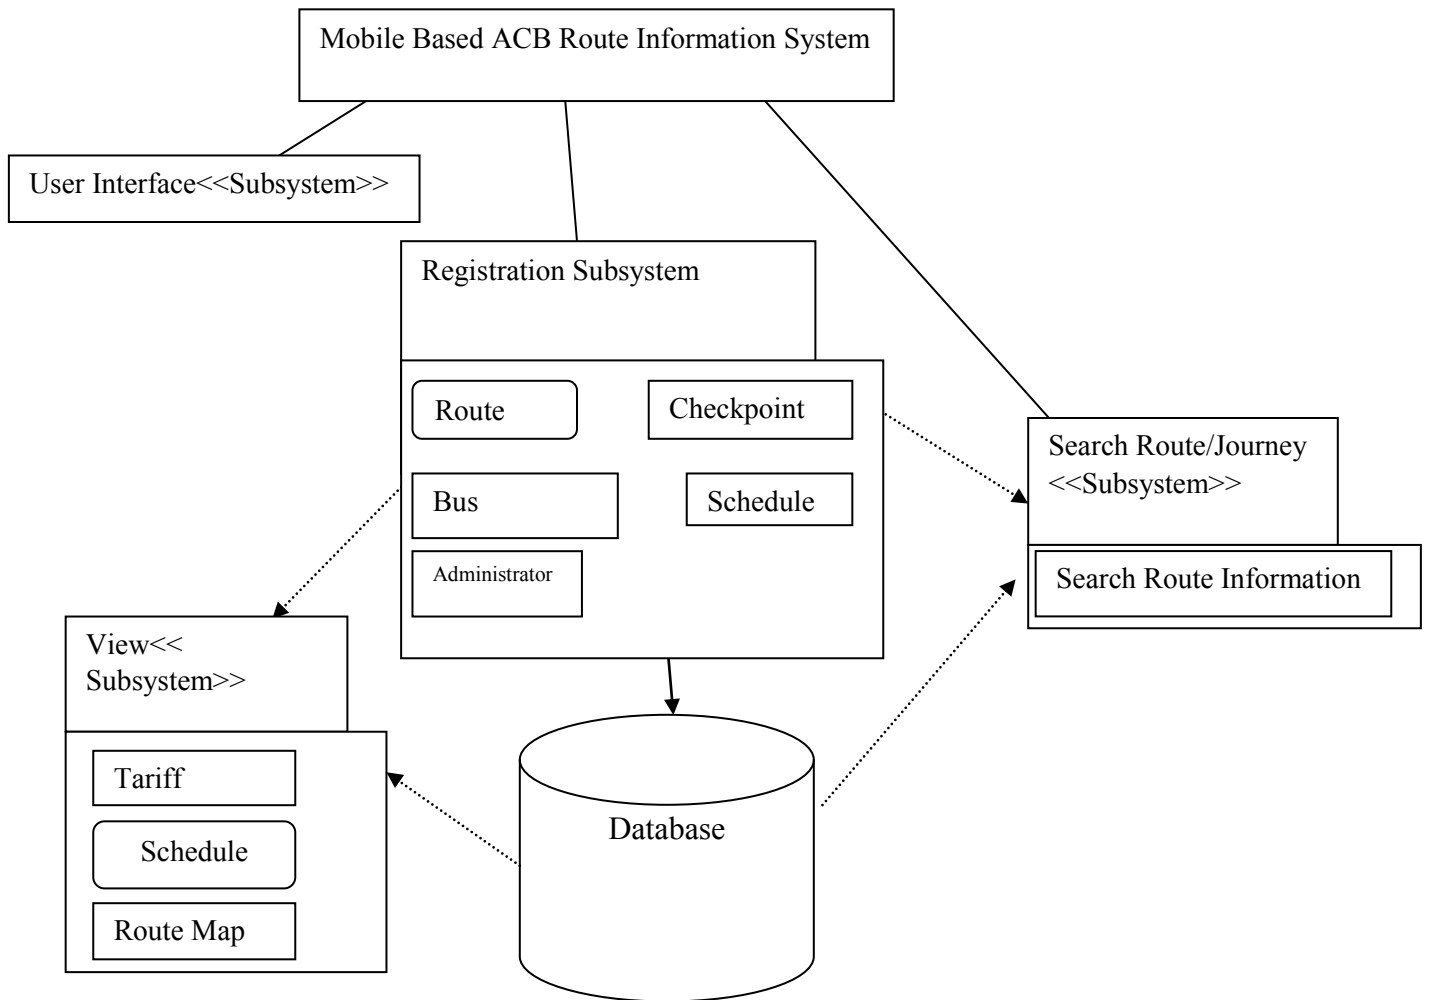 Mobile Based ACB Route Information System
User Interface<<Subsystem>>
Registration Subsystem
Route
Checkpoint
Bus
Schedule
Administrator
Search Route/Journey
<<Subsystem>>
Search Route Information
View<<
Subsystem>>
Tariff
Schedule
Route Map
Database